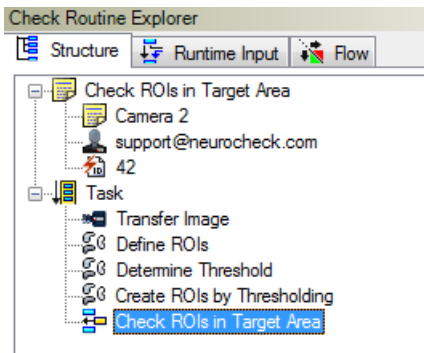 Check Routine Explorer
Structure Runtime Input Flow
Check ROIs in Target Area
Camera 2
support@neurocheck.com
ID 42
Task
Transfer Image
Define ROIs
Determine Threshold
Create ROIs by Thresholding
Check ROIs in Target Area